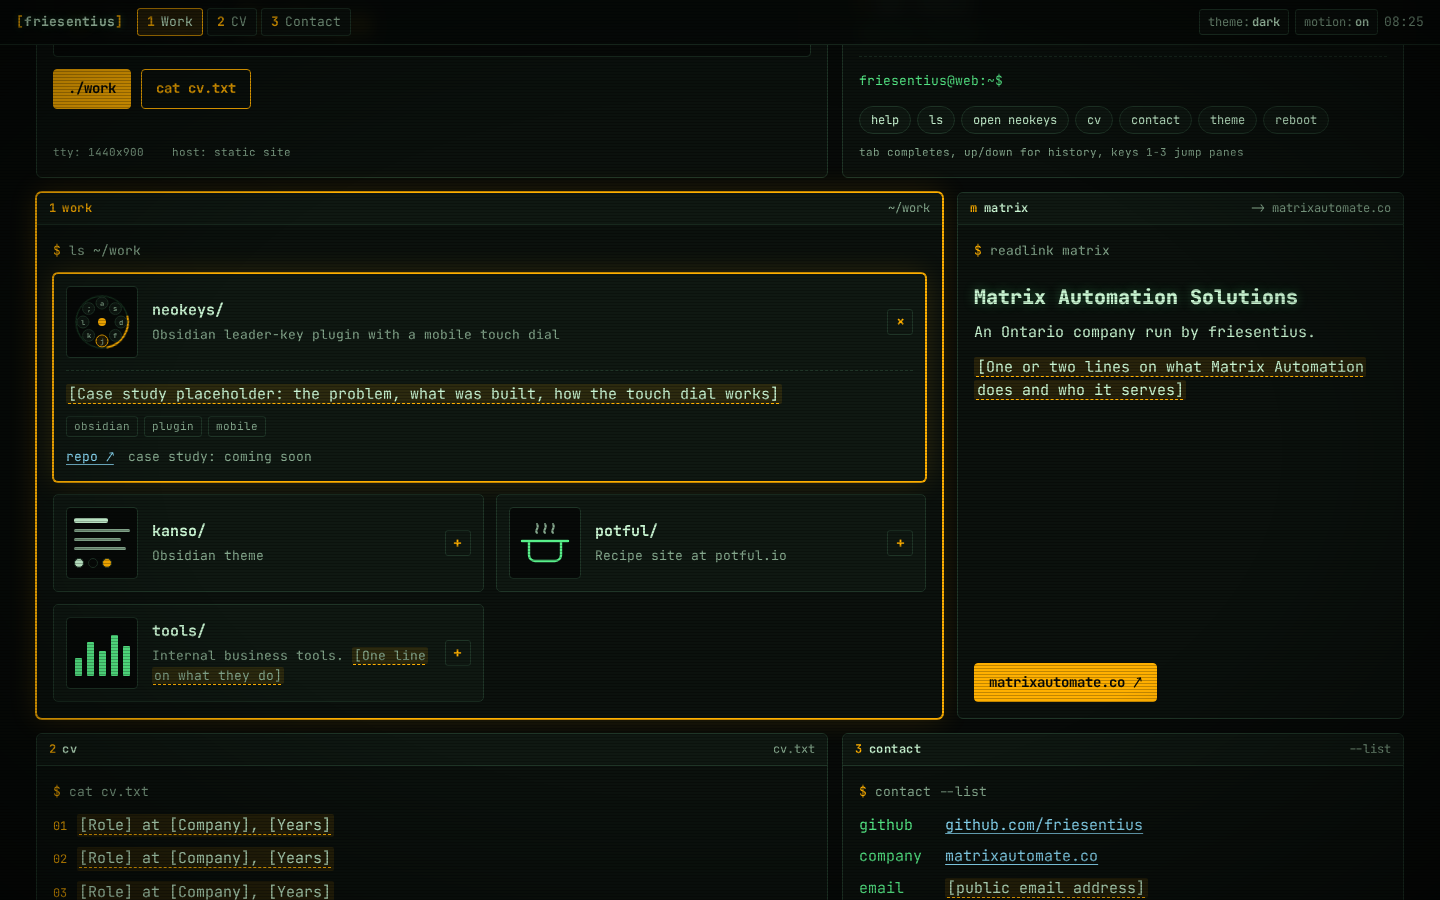 [friesentius] 1 Work 2 CV 3 Contact theme:dark motion:on 08:25
./work cat cv.txt
tty: 1440x900 host: static site
friesentius@web:~$
help ls open neokeys cv contact theme reboot
tab completes, up/down for history, keys 1-3 jump panes
1 work ~/work
$ ls ~/work
neokeys/
Obsidian leader-key plugin with a mobile touch dial
×
[Case study placeholder: the problem, what was built, how the touch dial works]
obsidian plugin mobile
repo ↗ case study: coming soon
kanso/
Obsidian theme
+
potful/
Recipe site at potful.io
+
tools/
Internal business tools. [One line
on what they do]
+
m matrix → matrixautomate.co
$ readlink matrix
Matrix Automation Solutions
An Ontario company run by friesentius.
[One or two lines on what Matrix Automation
does and who it serves]
matrixautomate.co ↗
2 cv cv.txt
$ cat cv.txt
01 [Role] at [Company], [Years]
02 [Role] at [Company], [Years]
03 [Role] at [Company], [Years]
3 contact --list
$ contact --list
github github.com/friesentius
company matrixautomate.co
email [public email address]